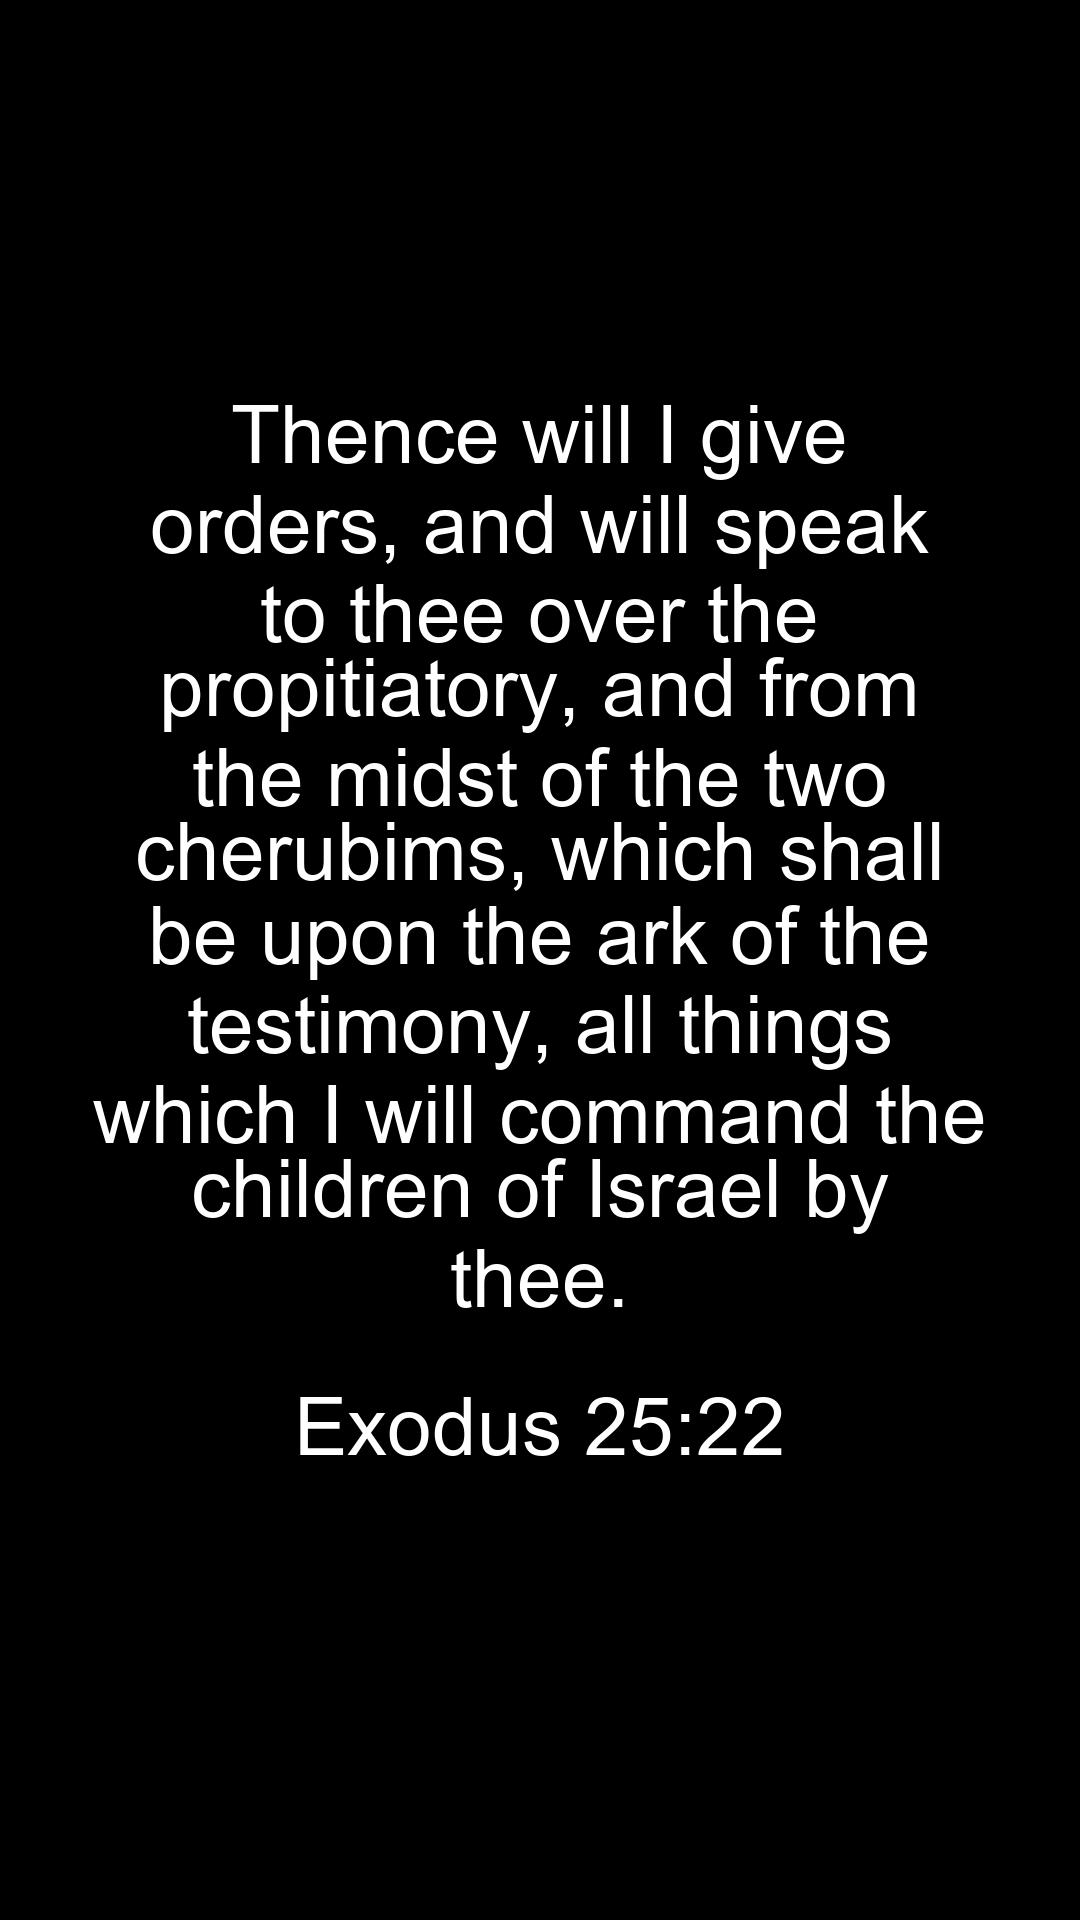 Thence will I give
orders, and will speak
to thee over the
propitiatory, and from
the midst of the two
cherubims, which shall
be upon the ark of the
testimony, all things
which I will command the
children of Israel by
thee.
Exodus 25:22